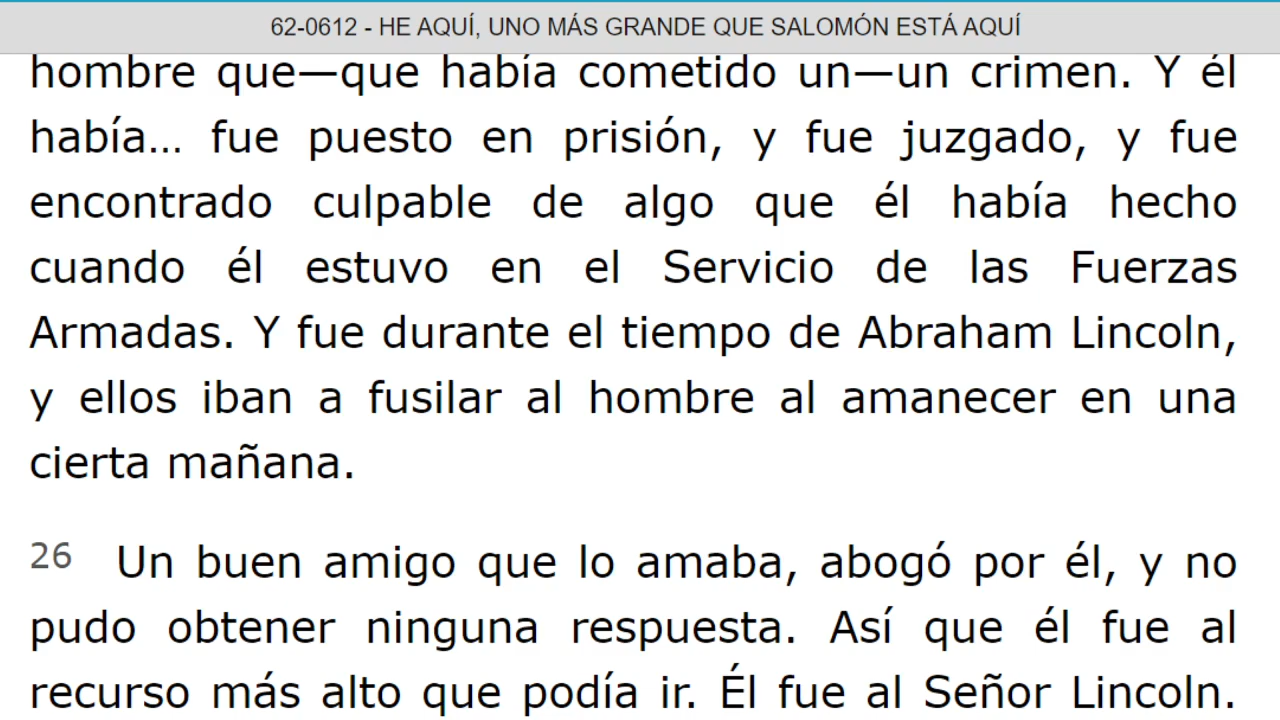 62-0612 - HE AQUÍ, UNO MÁS GRANDE QUE SALOMÓN ESTÁ AQUÍ
hombre que—que había cometido un—un crimen. Y él
había… fue puesto en prisión, y fue juzgado, y fue
encontrado culpable de algo que él había hecho
cuando él estuvo en el Servicio de las Fuerzas
Armadas. Y fue durante el tiempo de Abraham Lincoln,
y ellos iban a fusilar al hombre al amanecer en una
cierta mañana.
26 Un buen amigo que lo amaba, abogó por él, y no
pudo obtener ninguna respuesta. Así que él fue al
recurso más alto que podía ir. Él fue al Señor Lincoln.